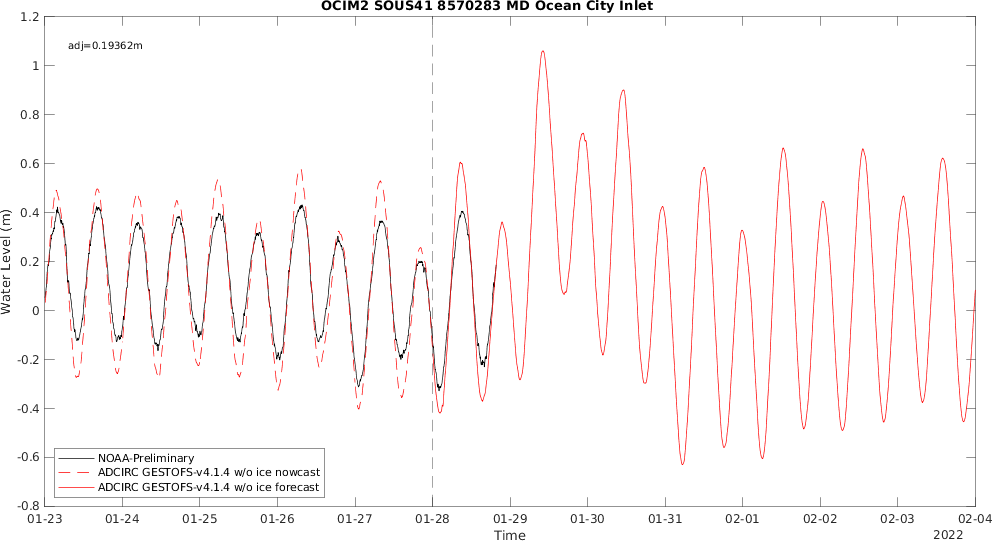 OCIM2 SOUS41 8570283 MD Ocean City Inlet
adj=0.19362m
1.2
1
0.8
0.6
0.4
0.2
0
-0.2
-0.4
-0.6
-0.8
Water Level (m)
NOAA-Preliminary
ADCIRC GESTOFS-v4.1.4 w/o ice nowcast
ADCIRC GESTOFS-v4.1.4 w/o ice forecast
01-23 01-24 01-25 01-26 01-27 01-28 01-29 01-30 01-31 02-01 02-02 02-03 02-04
Time
2022